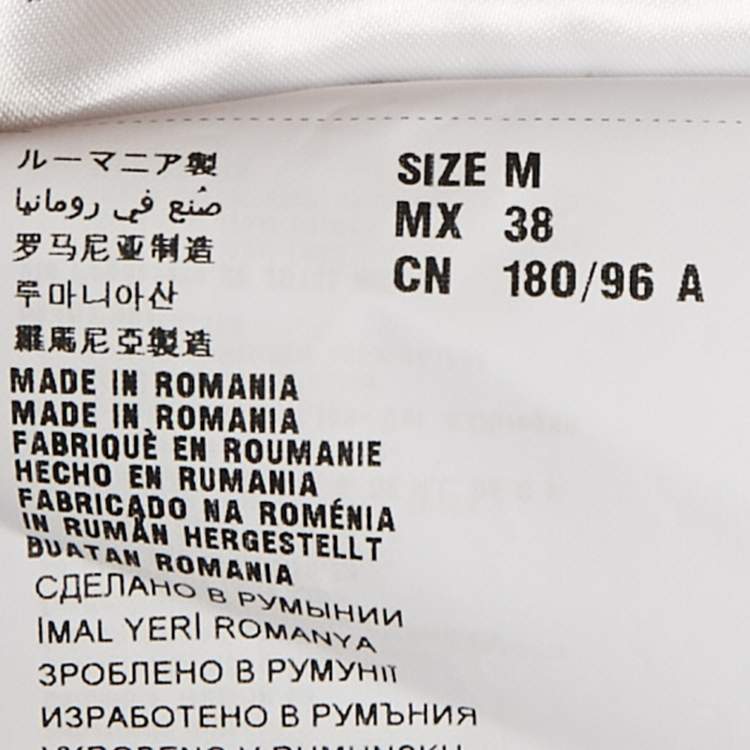 ルーマニア製
صُنع في رومانيا
罗马尼亚制造
루마니아산
羅馬尼亞製造
MADE IN ROMANIA
MADE IN ROMANIA
FABRIQUÈ EN ROUMANIE
HECHO EN RUMANIA
FABRICADO NA ROMÉNIA
IN RUMÄN HERGESTELLT
BUATAN ROMANIA
СДЕЛАНО В РУМЫНИИ
İMAL YERİ ROMANYA
ЗРОБЛЕНО В РУМУНІЇ
ИЗРАБОТЕНО В РУМЪНИЯ
SIZE M
MX 38
CN 180/96 A